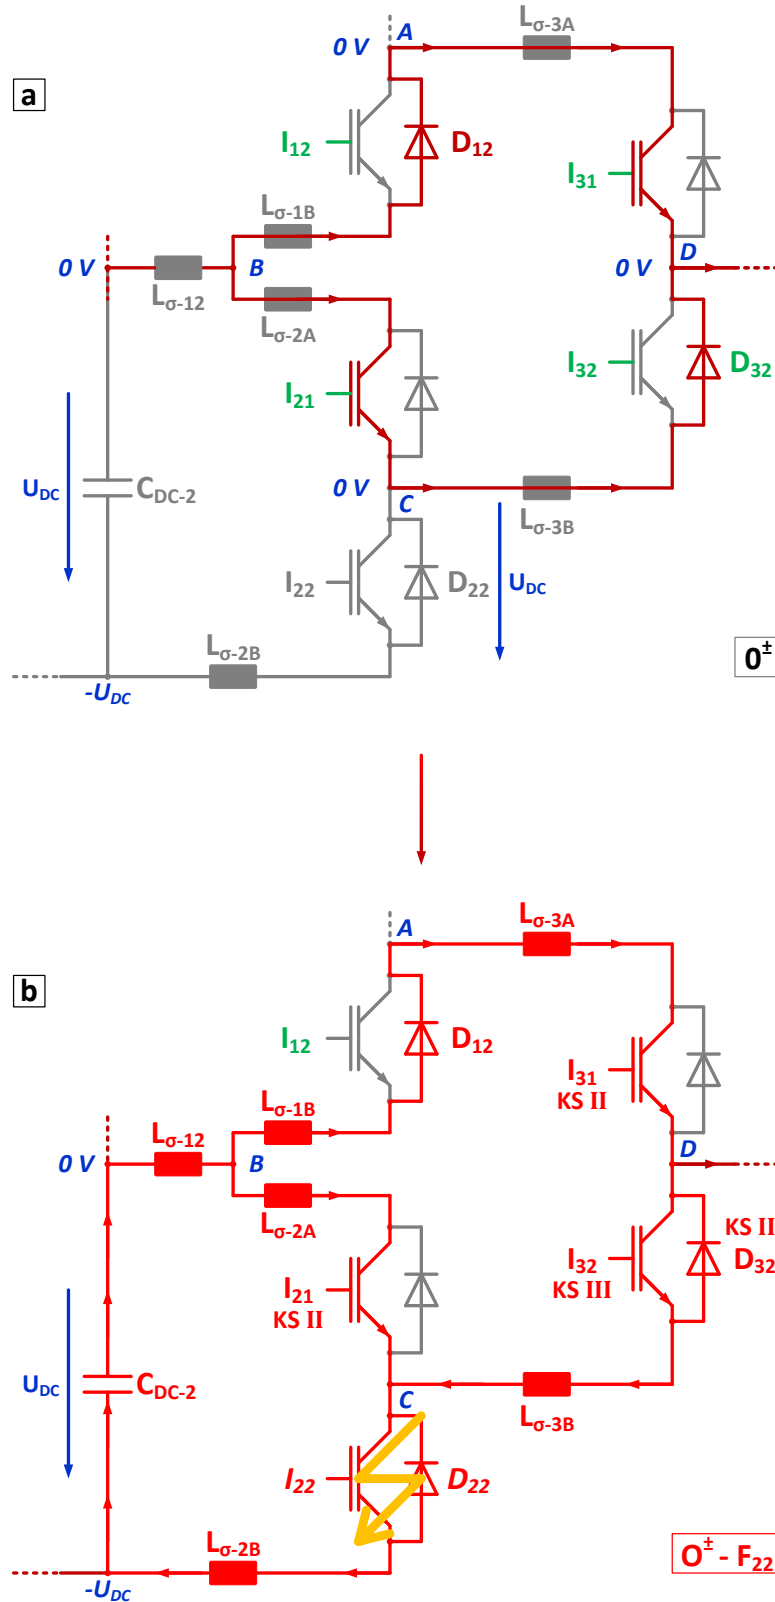 A
0 V
Lσ-3A
a
I12
D12
I31
Lσ-1B
0 V
B
Lσ-12
D
0 V
Lσ-2A
I32
D32
I21
UDC
CDC-2
0 V
C
Lσ-3B
I22
D22
UDC
Lσ-2B
0±
-UDC
A
Lσ-3A
b
I12
D12
I31
KS II
Lσ-1B
Lσ-12
0 V
B
D
Lσ-2A
KS II
I32
D32
KS III
I21
KS II
UDC
CDC-2
C
Lσ-3B
I22
D22
Lσ-2B
O± - F22
-UDC